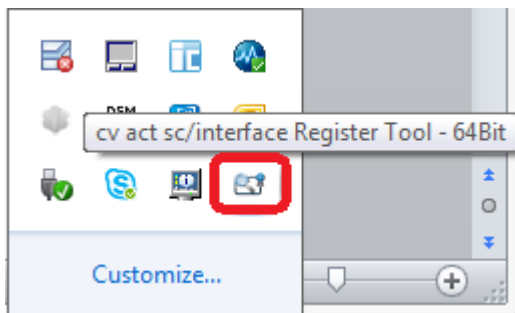 DSM
cv act sc/interface Register Tool - 64Bit
Customize...